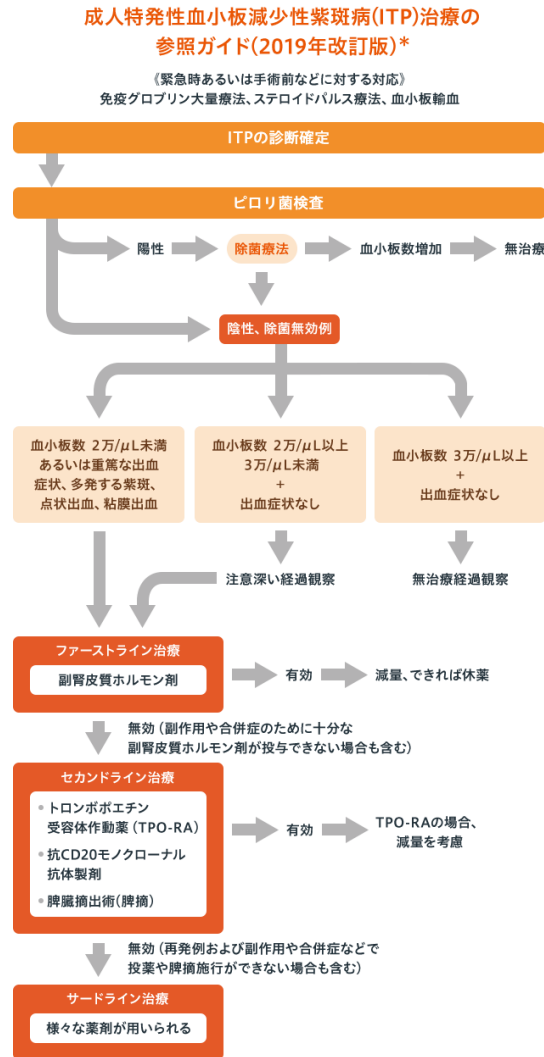 成人特発性血小板減少性紫斑病(ITP)治療の
参照ガイド(2019年改訂版)*
《緊急時あるいは手術前などに対する対応》
免疫グロブリン大量療法、ステロイドパルス療法、血小板輸血
ITPの診断確定
ピロリ菌検査
陽性
除菌療法
血小板数増加
無治療
陰性、除菌無効例
血小板数 2万/μL未満
あるいは重篤な出血
症状、多発する紫斑、
点状出血、粘膜出血
血小板数 2万/μL以上
3万/μL未満
+
出血症状なし
血小板数 3万/μL以上
+
出血症状なし
注意深い経過観察
無治療経過観察
ファーストライン治療
副腎皮質ホルモン剤
有効
減量、できれば休薬
無効（副作用や合併症のために十分な
副腎皮質ホルモン剤が投与できない場合も含む）
セカンドライン治療
• トロンボポエチン
受容体作動薬（TPO-RA）
• 抗CD20モノクローナル
抗体製剤
• 脾臓摘出術（脾摘）
有効
TPO-RAの場合、
減量を考慮
無効（再発例および副作用や合併症などで
投薬や脾摘施行ができない場合も含む）
サードライン治療
様々な薬剤が用いられる